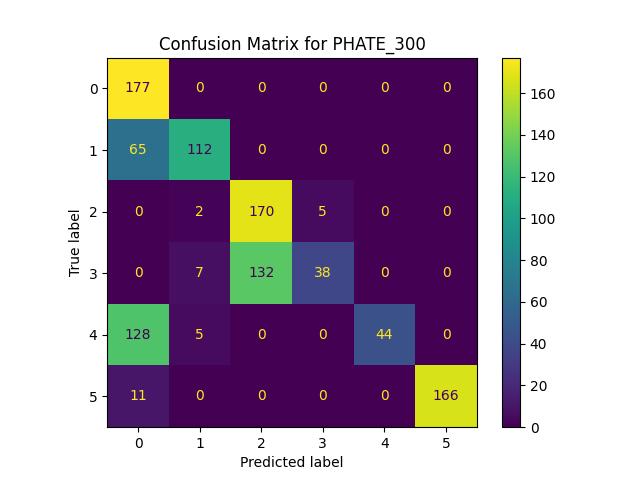 Confusion Matrix for PHATE_300
0 177 0 0 0 0 0
1 65 112 0 0 0 0
2 0 2 170 5 0 0
3 0 7 132 38 0 0
4 128 5 0 0 44 0
5 11 0 0 0 0 166
0 1 2 3 4 5
Predicted label
True label
160
140
120
100
80
60
40
20
0